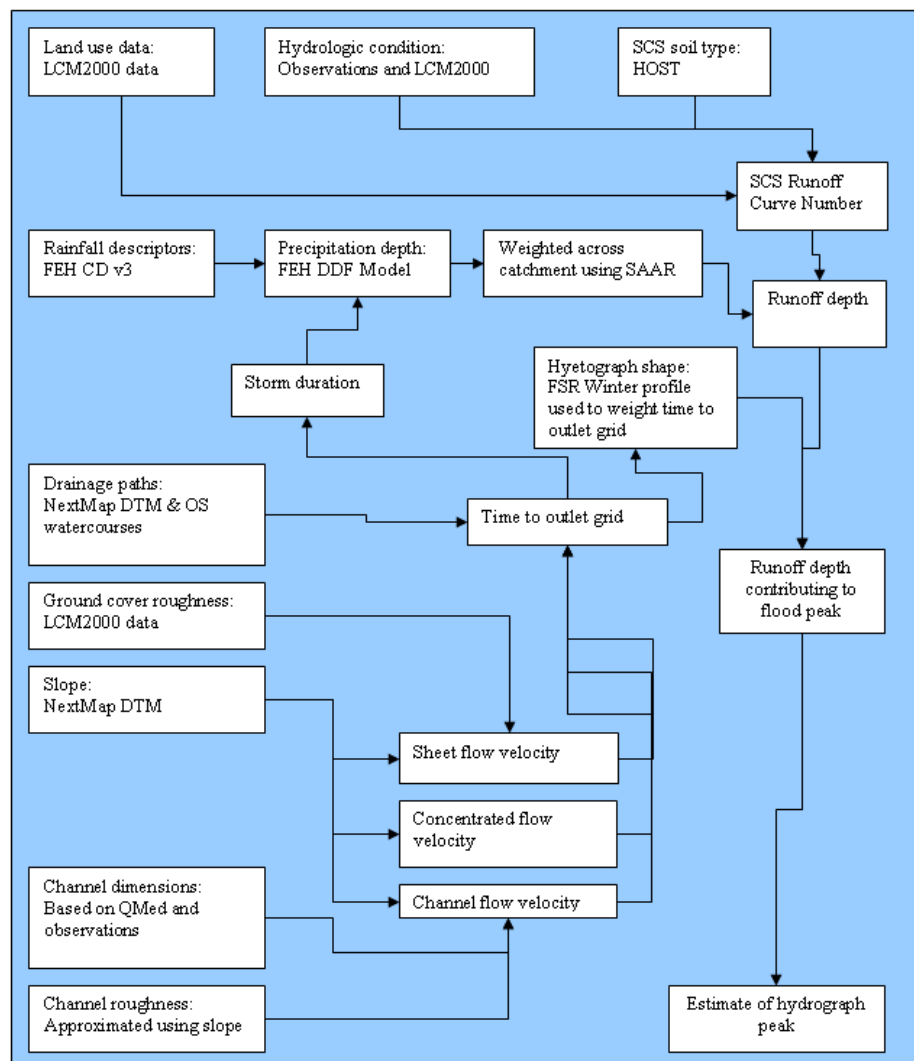 Land use data:
LCM2000 data
Hydrologic condition:
Observations and LCM2000
SCS soil type:
HOST
SCS Runoff
Curve Number
Rainfall descriptors:
FEH CD v3
Precipitation depth:
FEH DDF Model
Weighted across
catchment using SAAR
Runoff depth
Storm duration
Hyetograph shape:
FSR Winter profile
used to weight time to
outlet grid
Drainage paths:
NextMap DTM & OS
watercourses
Time to outlet grid
Runoff depth
contributing to
flood peak
Ground cover roughness:
LCM2000 data
Slope:
NextMap DTM
Sheet flow velocity
Concentrated flow
velocity
Channel flow velocity
Channel dimensions:
Based on QMed and
observations
Channel roughness:
Approximated using slope
Estimate of hydrograph
peak